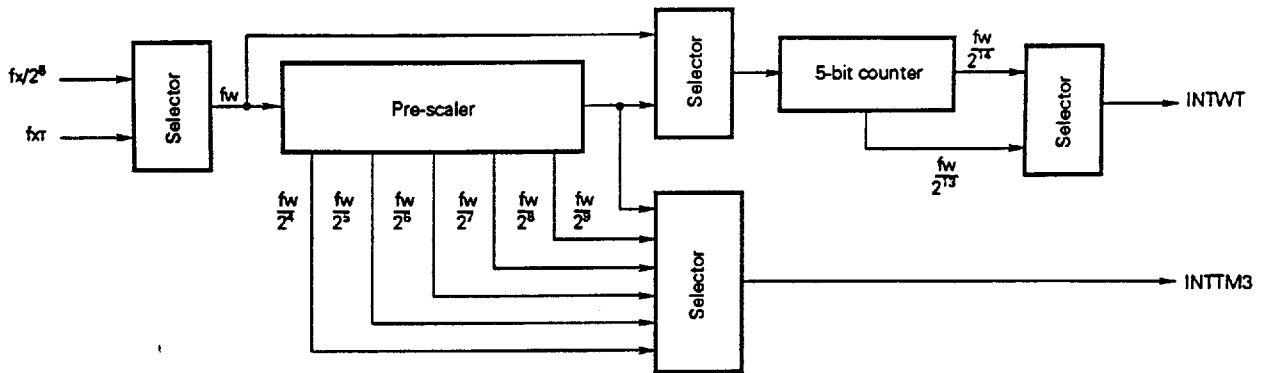 fx/2⁸
fXT
Selector
fw
Pre-scaler
fw/2⁴
fw/2⁵
fw/2⁶
fw/2⁷
fw/2⁸
fw/2⁹
Selector
5-bit counter
fw/2¹⁴
fw/2¹³
Selector
INTWT
Selector
INTTM3